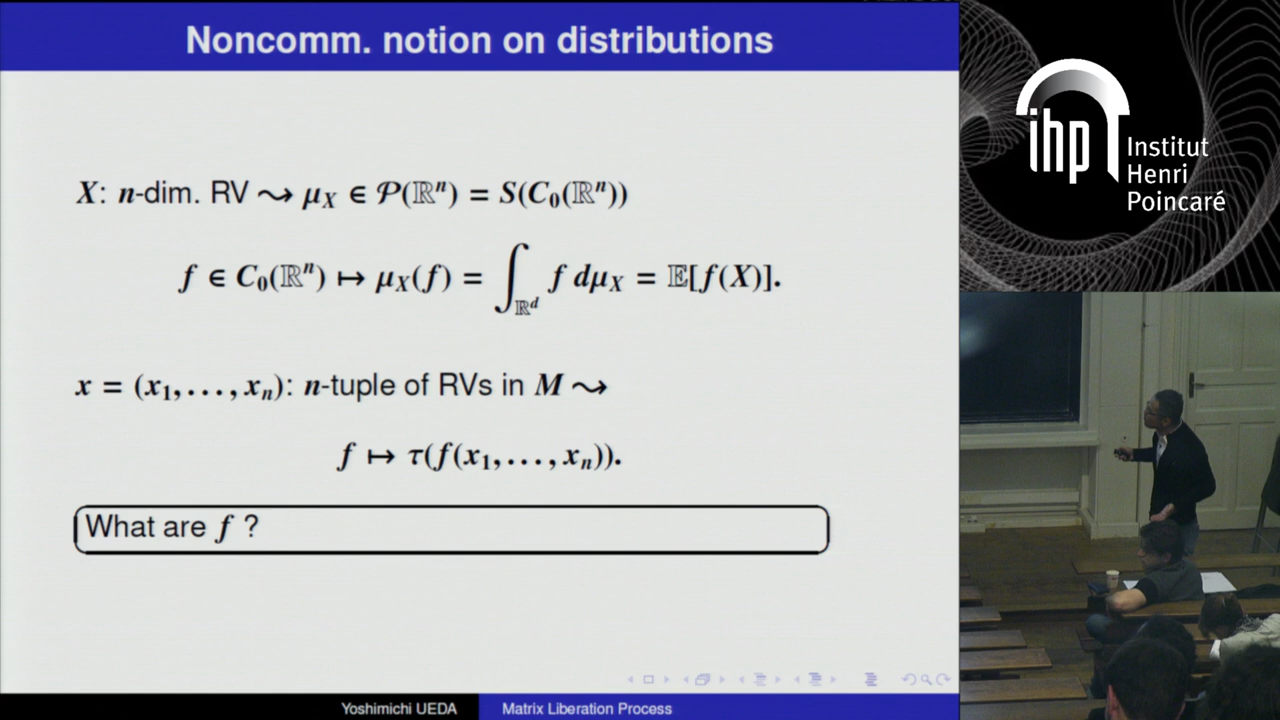 Noncomm. notion on distributions
X: n-dim. RV ⤳ μ_X ∈ 𝒫(ℝⁿ) = S(C₀(ℝⁿ))
f ∈ C₀(ℝⁿ) ↦ μ_X(f) = ∫_{ℝ^d} f dμ_X = 𝔼[f(X)].
x = (x₁, . . . , xₙ): n-tuple of RVs in M ⤳
f ↦ τ(f(x₁, . . . , xₙ)).
What are f ?
Yoshimichi UEDA
Matrix Liberation Process
ihp
Institut
Henri
Poincaré